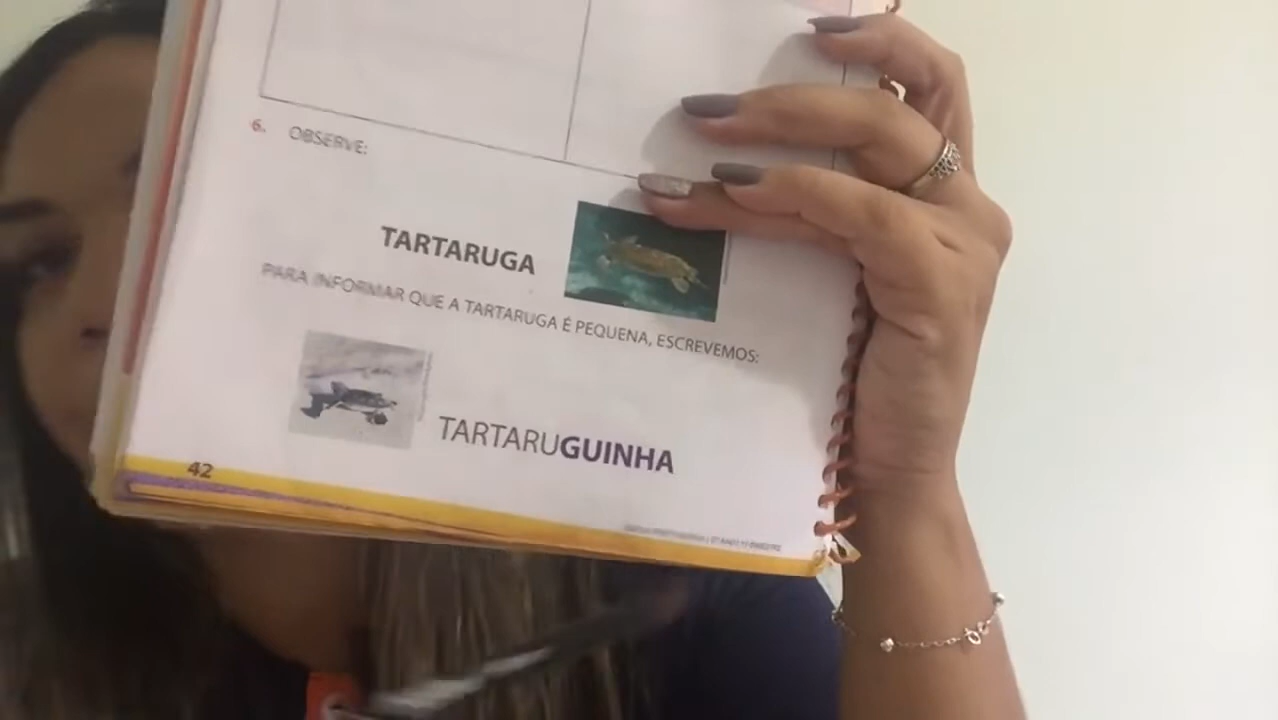 6. OBSERVE:
TARTARUGA
PARA INFORMAR QUE A TARTARUGA É PEQUENA, ESCREVEMOS:
TARTARUGUINHA
42